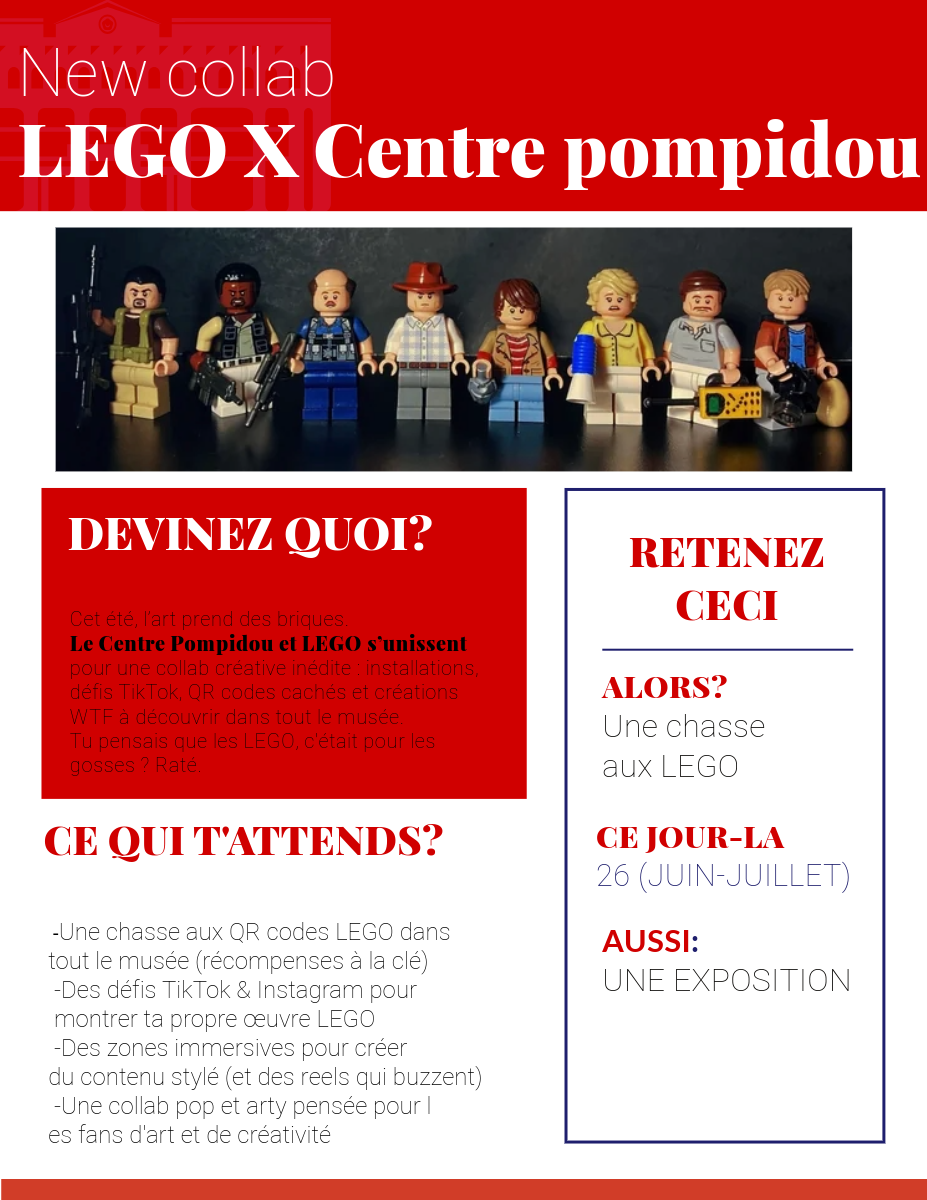 New collab
LEGO X Centre pompidou
DEVINEZ QUOI?
Cet été, l'art prend des briques.
Le Centre Pompidou et LEGO s’unissent
pour une collab créative inédite : installations,
défis TikTok, QR codes cachés et créations
WTF à découvrir dans tout le musée.
Tu pensais que les LEGO, c'était pour les
gosses ? Raté.
CE QUI T'ATTENDS?
-Une chasse aux QR codes LEGO dans
tout le musée (récompenses à la clé)
-Des défis TikTok & Instagram pour
montrer ta propre œuvre LEGO
-Des zones immersives pour créer
du contenu stylé (et des reels qui buzzent)
-Une collab pop et arty pensée pour l
es fans d'art et de créativité
RETENEZ
CECI
ALORS?
Une chasse
aux LEGO
CE JOUR-LA
26 (JUIN-JUILLET)
AUSSI:
UNE EXPOSITION